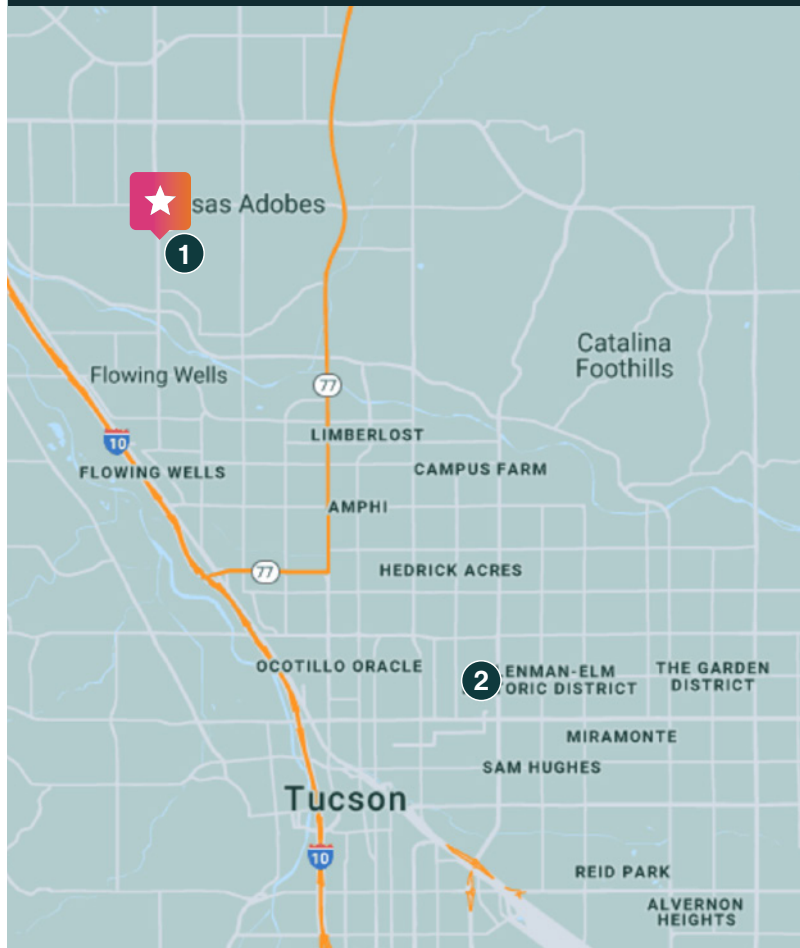 sas Adobes
1
Catalina
Foothills
Flowing Wells
77
LIMBERLOST
10
FLOWING WELLS
CAMPUS FARM
AMPHI
77
HEDRICK ACRES
OCOTILLO ORACLE
2
ENMAN-ELM
ORIC DISTRICT
THE GARDEN
DISTRICT
MIRAMONTE
SAM HUGHES
Tucson
10
REID PARK
ALVERNON
HEIGHTS